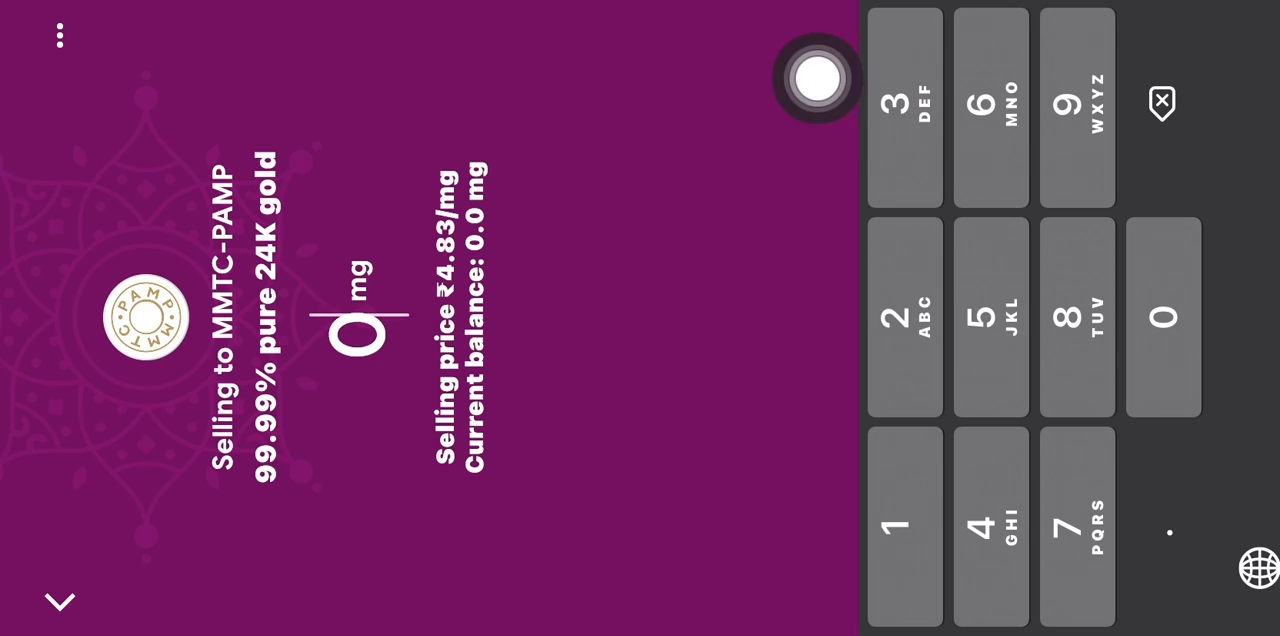 MMTC·PAMP·
Selling to MMTC-PAMP
99.99% pure 24K gold
0 mg
Selling price ₹4.83/mg
Current balance: 0.0 mg
1
2 ABC
3 DEF
4 GHI
5 JKL
6 MNO
7 PQRS
8 TUV
9 WXYZ
.
0